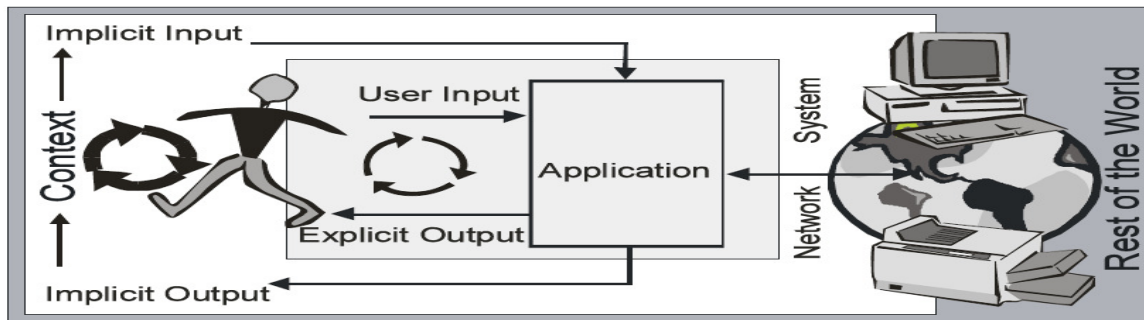 Implicit Input
User Input
Context
Application
Explicit Output
Implicit Output
System
Network
Rest of the World